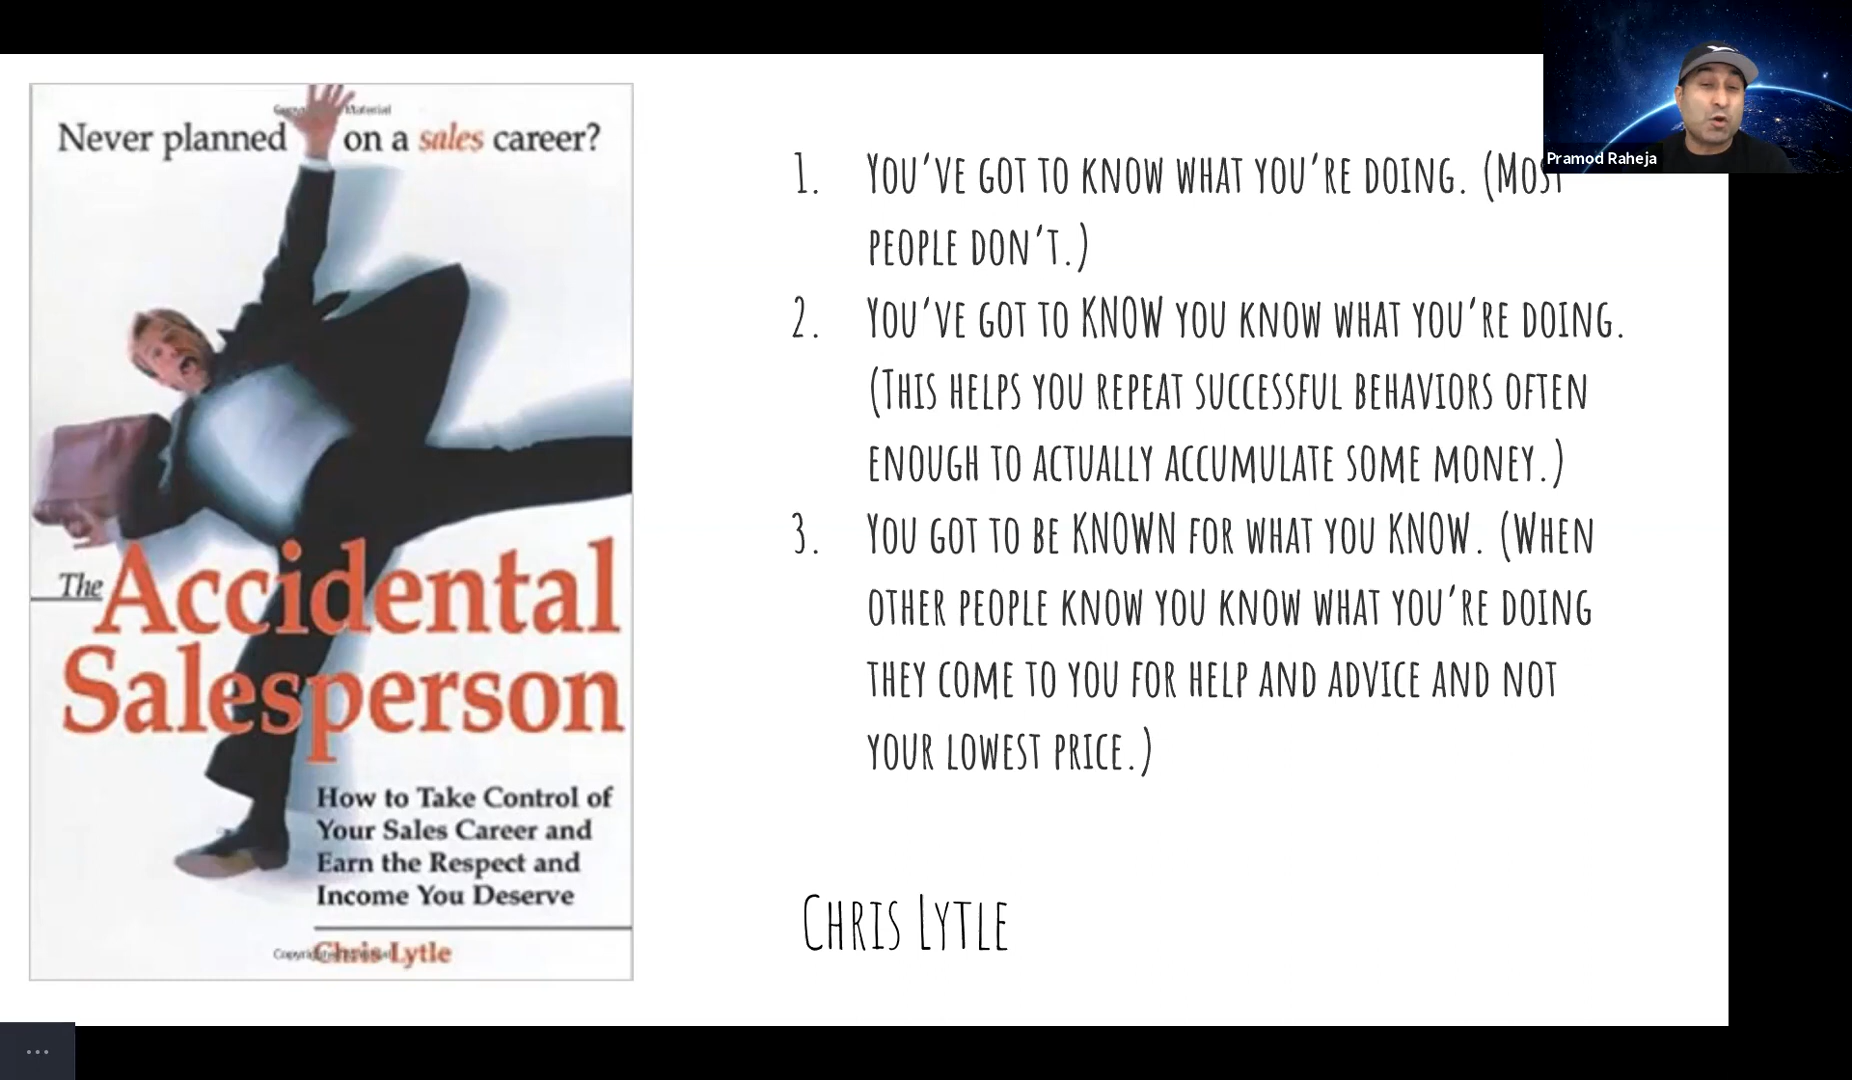 Copyrighted Material
Never planned on a sales career?
The Accidental
Salesperson
How to Take Control of
Your Sales Career and
Earn the Respect and
Income You Deserve
Chris Lytle
1. You've got to know what you're doing. (Most
people don't.)
2. You've got to KNOW you know what you're doing.
(This helps you repeat successful behaviors often
enough to actually accumulate some money.)
3. You got to be KNOWN for what you KNOW. (When
other people know you know what you're doing
they come to you for help and advice and not
your lowest price.)
Chris Lytle
Pramod Raheja